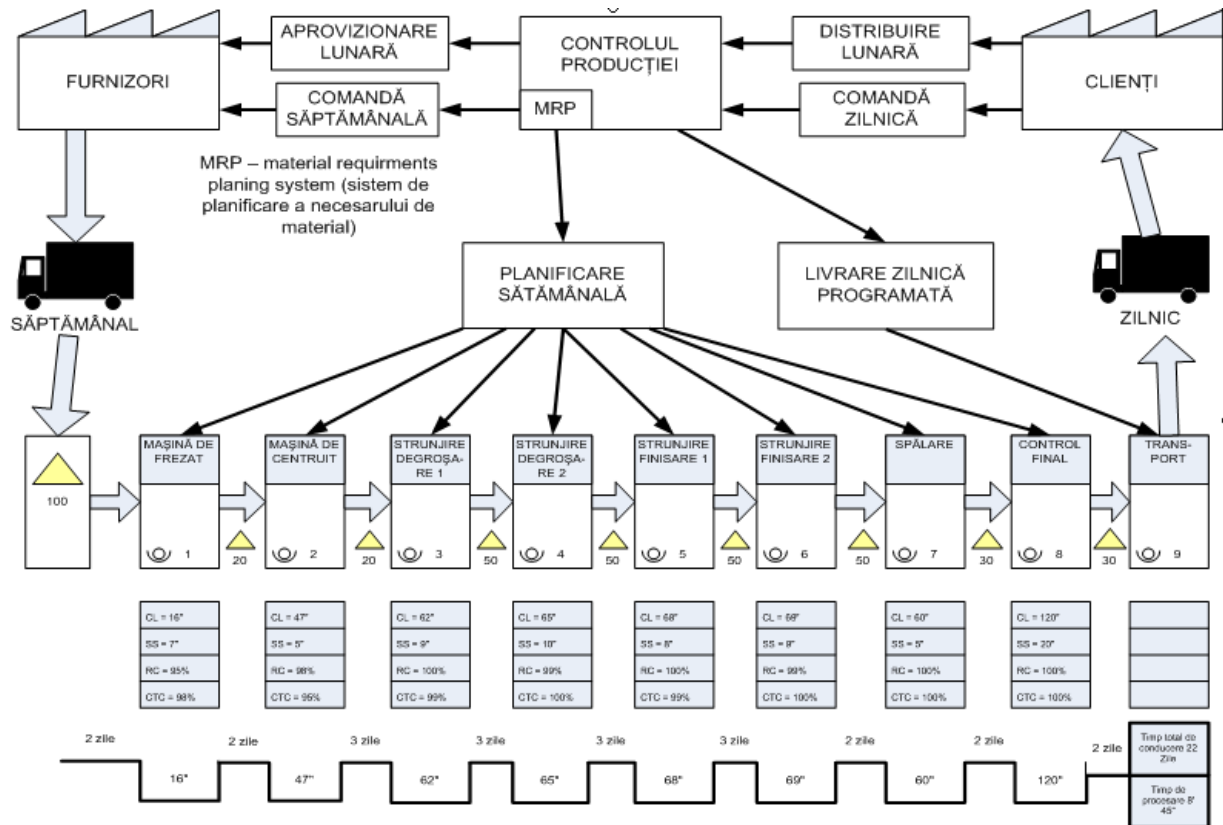 APROVIZIONARE
LUNARĂ
CONTROLUL
PRODUCȚIEI
DISTRIBUIRE
LUNARĂ
FURNIZORI
CLIENȚI
COMANDĂ
SĂPTĂMÂNALĂ
MRP
COMANDĂ
ZILNICĂ
MRP – material requirments
planing system (sistem de
planificare a necesarului de
material)
PLANIFICARE
SĂTĂMÂNALĂ
LIVRARE ZILNICĂ
PROGRAMATĂ
SĂPTĂMÂNAL
ZILNIC
100
MAȘINĂ DE
FREZAT
1
20
MAȘINĂ DE
CENTRUIT
2
20
STRUNJIRE
DEGROȘA-
RE 1
3
50
STRUNJIRE
DEGROȘA-
RE 2
4
50
STRUNJIRE
FINISARE 1
5
50
STRUNJIRE
FINISARE 2
6
50
SPĂLARE
7
30
CONTROL
FINAL
8
30
TRANS-
PORT
9
CL = 16"
SS = 7"
RC = 95%
CTC = 98%
CL = 47"
SS = 5"
RC = 98%
CTC = 95%
CL = 62"
SS = 9"
RC = 100%
CTC = 99%
CL = 65"
SS = 10"
RC = 99%
CTC = 100%
CL = 68"
SS = 8"
RC = 100%
CTC = 99%
CL = 69"
SS = 9"
RC = 99%
CTC = 100%
CL = 60"
SS = 5"
RC = 100%
CTC = 100%
CL = 120"
SS = 20"
RC = 100%
CTC = 100%
2 zile
2 zile
3 zile
3 zile
3 zile
3 zile
2 zile
2 zile
2 zile
16"
47"
62"
65"
68"
69"
60"
120"
Timp total de
conducere 22
Zile
Timp de
procesare 8'
45"